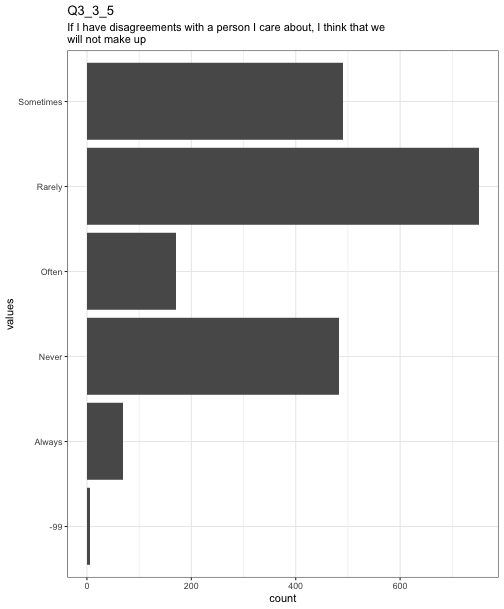 Q3_3_5
If I have disagreements with a person I care about, I think that we
will not make up
Sometimes
Rarely
Often
Never
Always
-99
values
0 200 400 600
count